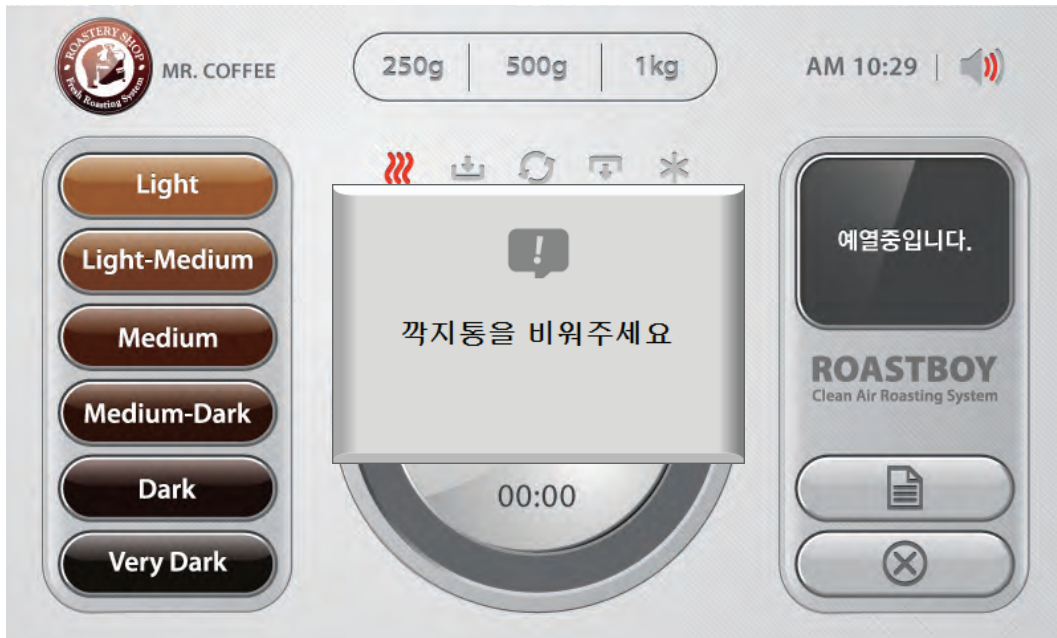 ROASTERY SHOP
Fresh Roasting System
MR. COFFEE
250g
500g
1kg
AM 10:29
Light
Light-Medium
Medium
Medium-Dark
Dark
Very Dark
!
깍지통을 비워주세요
00:00
예열중입니다.
ROASTBOY
Clean Air Roasting System